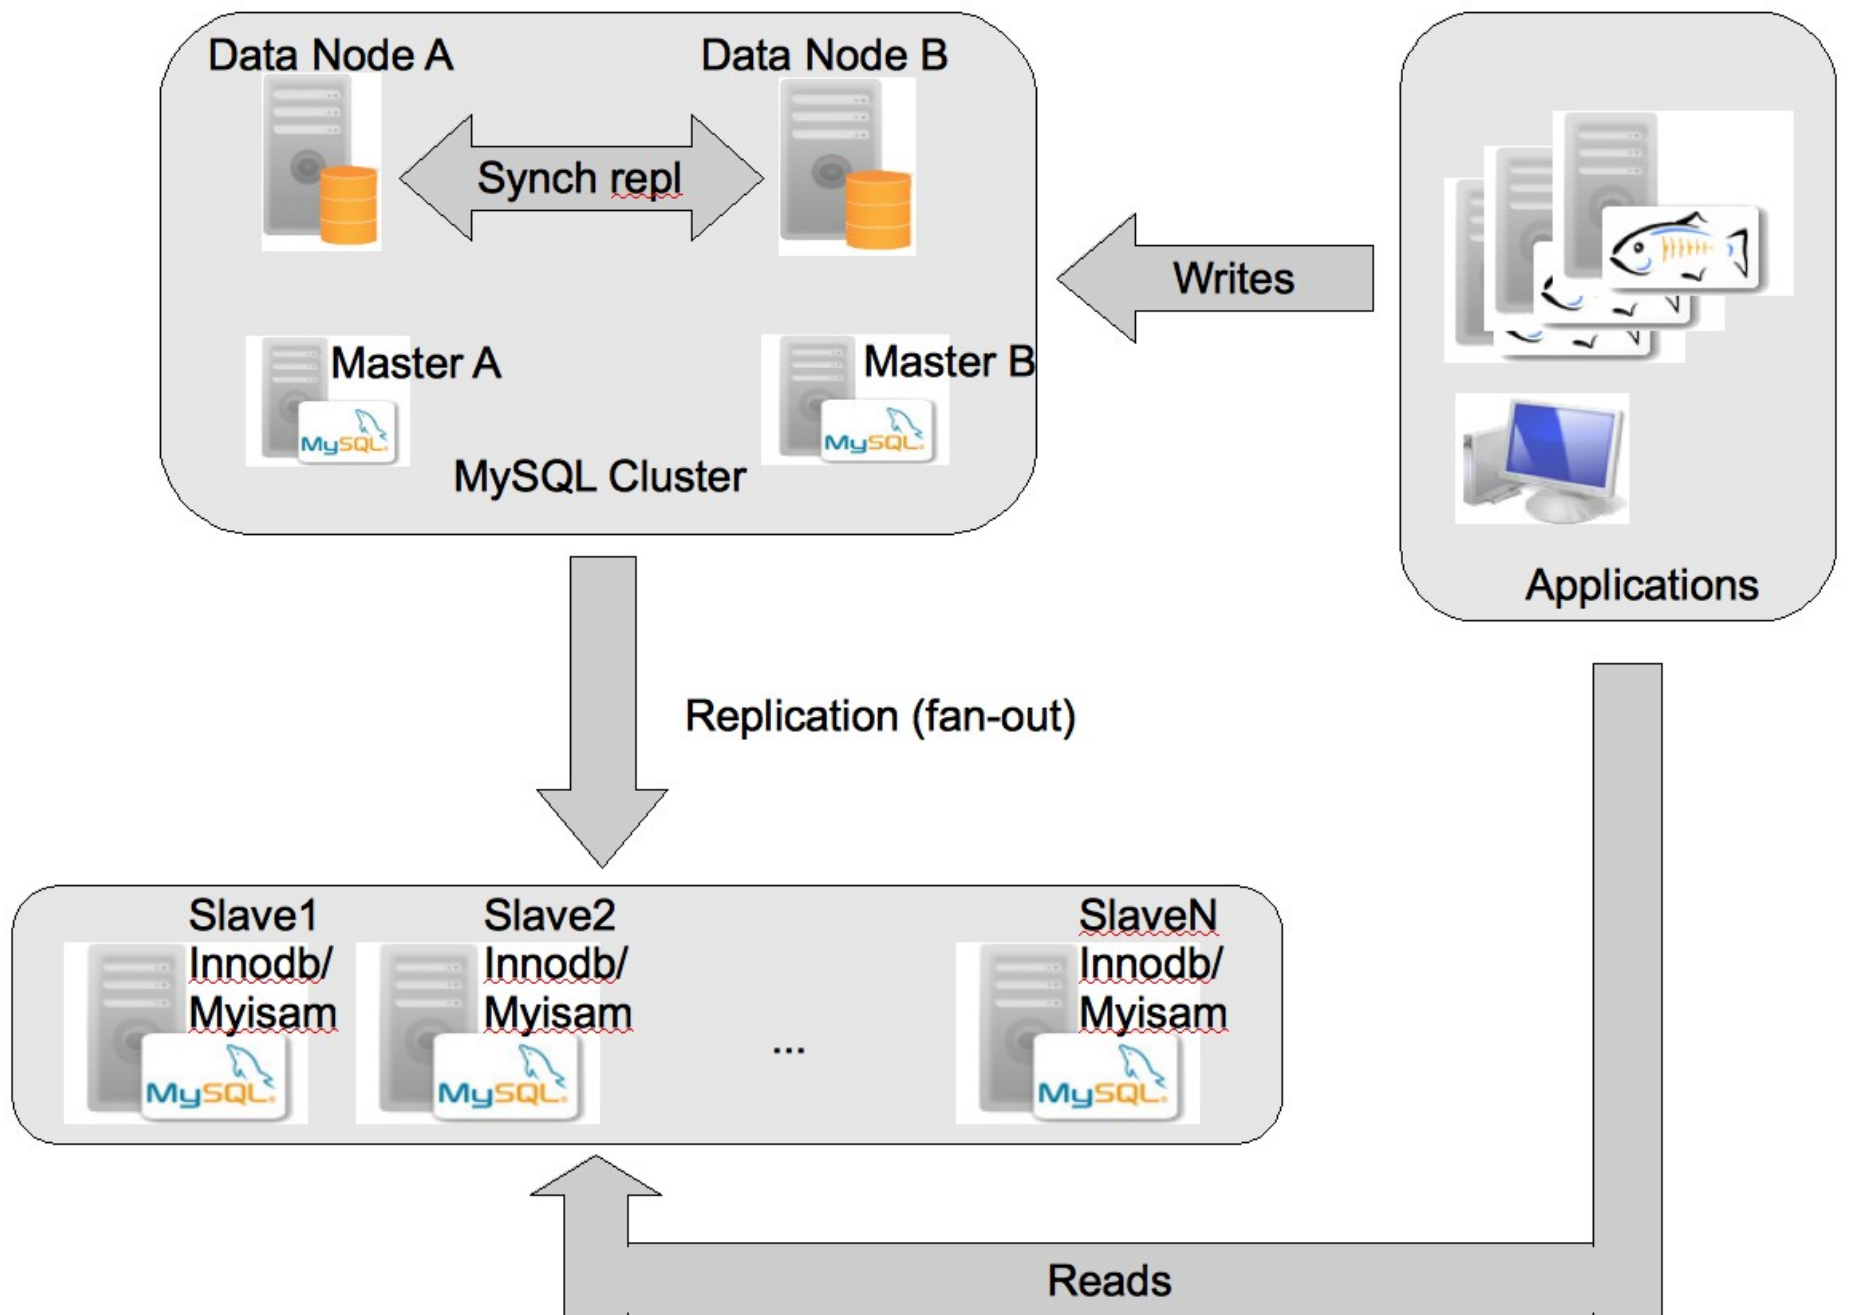 Data Node A
Data Node B
Synch repl
Writes
Master A
MySQL
Master B
MySQL
MySQL Cluster
Applications
Replication (fan-out)
Slave1
Innodb/
Myisam
MySQL
Slave2
Innodb/
Myisam
MySQL
...
SlaveN
Innodb/
Myisam
MySQL
Reads